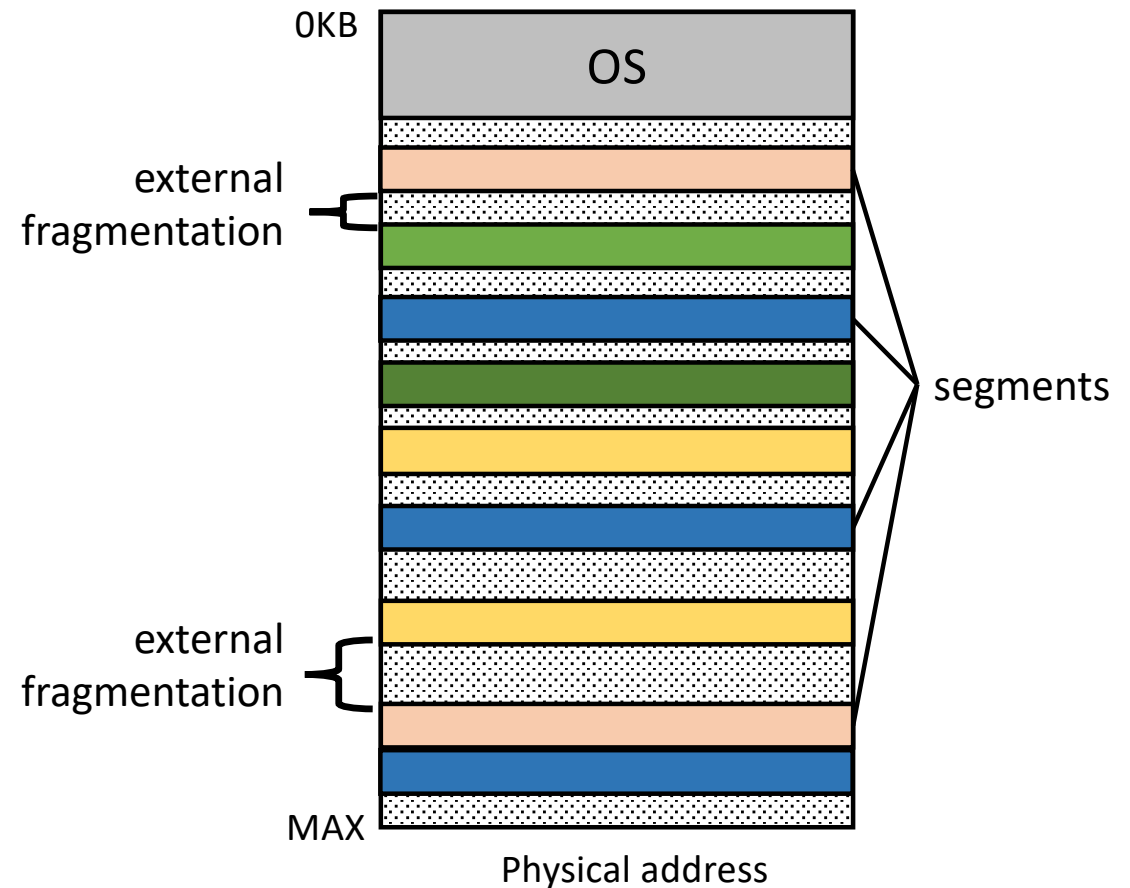 0KB
OS
external
fragmentation
segments
external
fragmentation
MAX
Physical address